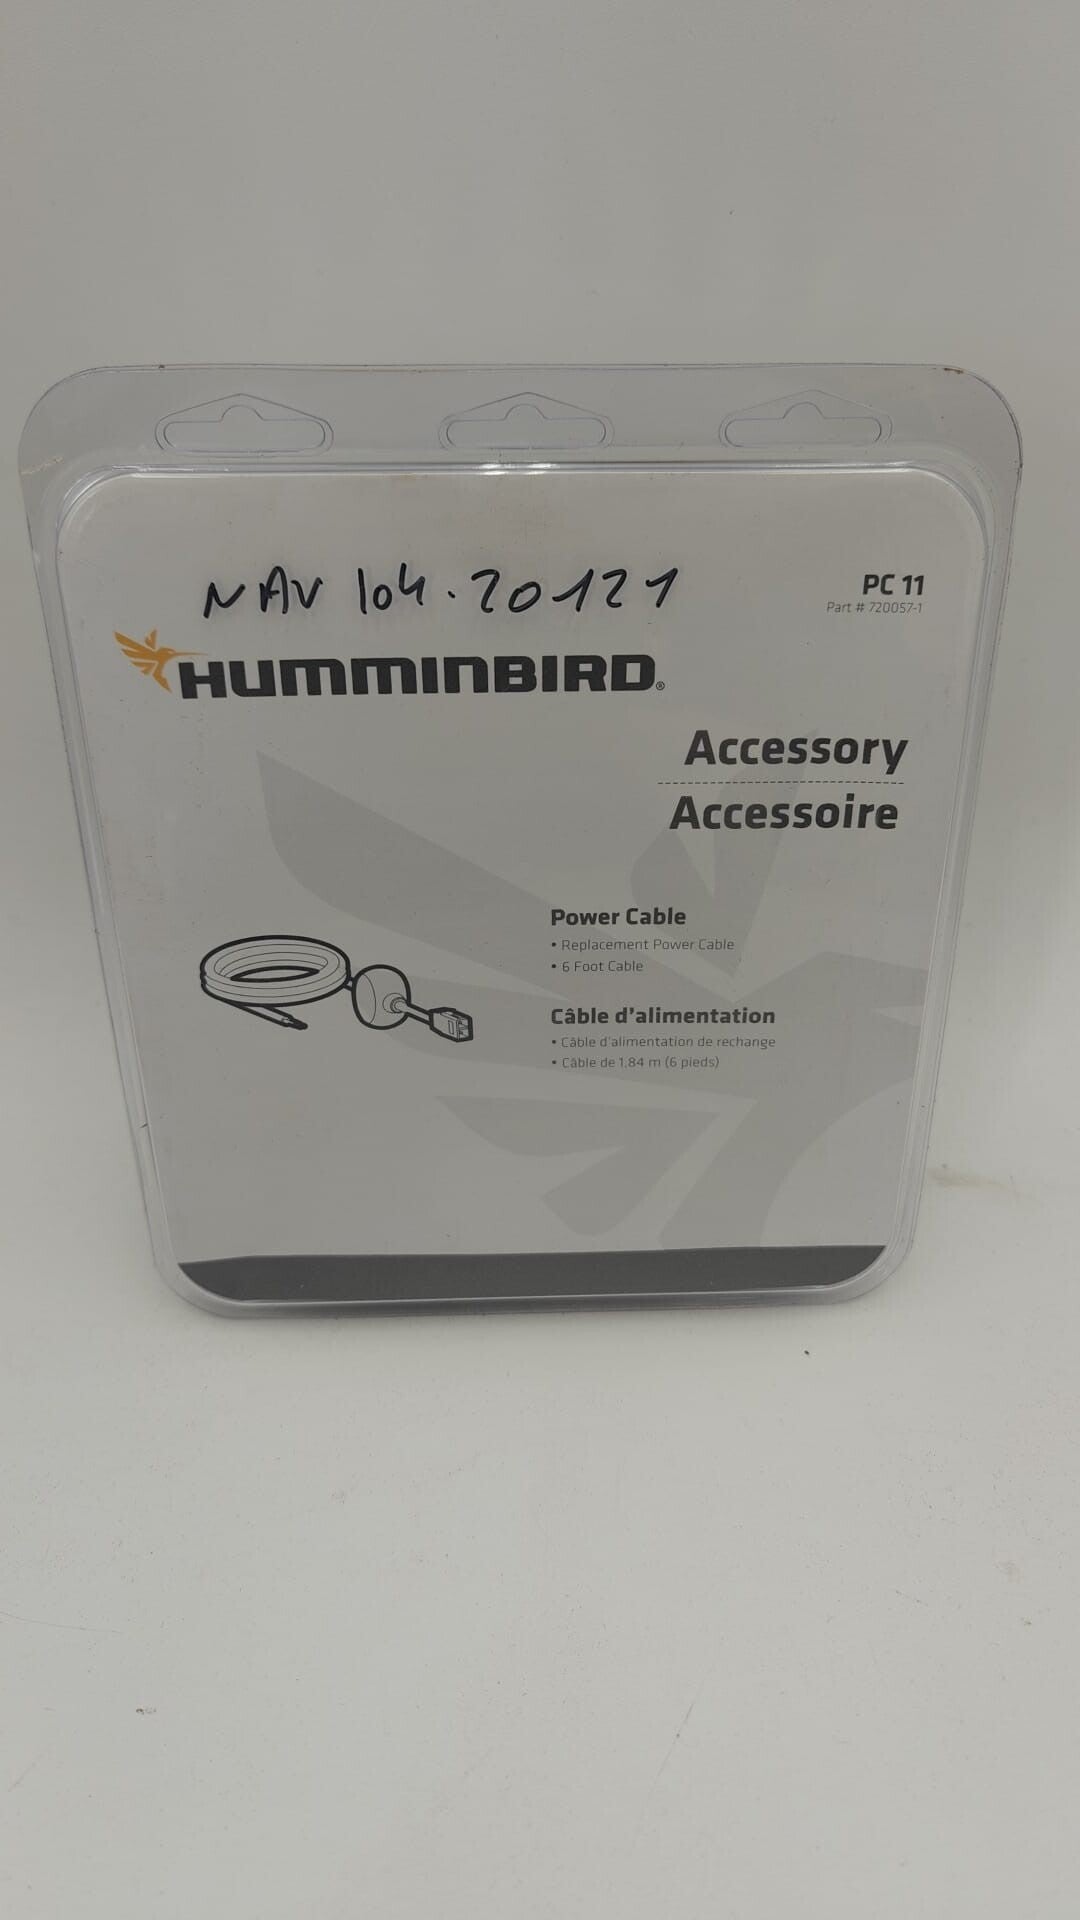 NAV 104.20121
PC 11
Part # 720057-1
HUMMINBIRD®
Accessory
Accessoire
Power Cable
• Replacement Power Cable
• 6 Foot Cable
Câble d'alimentation
• Câble d'alimentation de rechange
• Câble de 1,84 m (6 pieds)